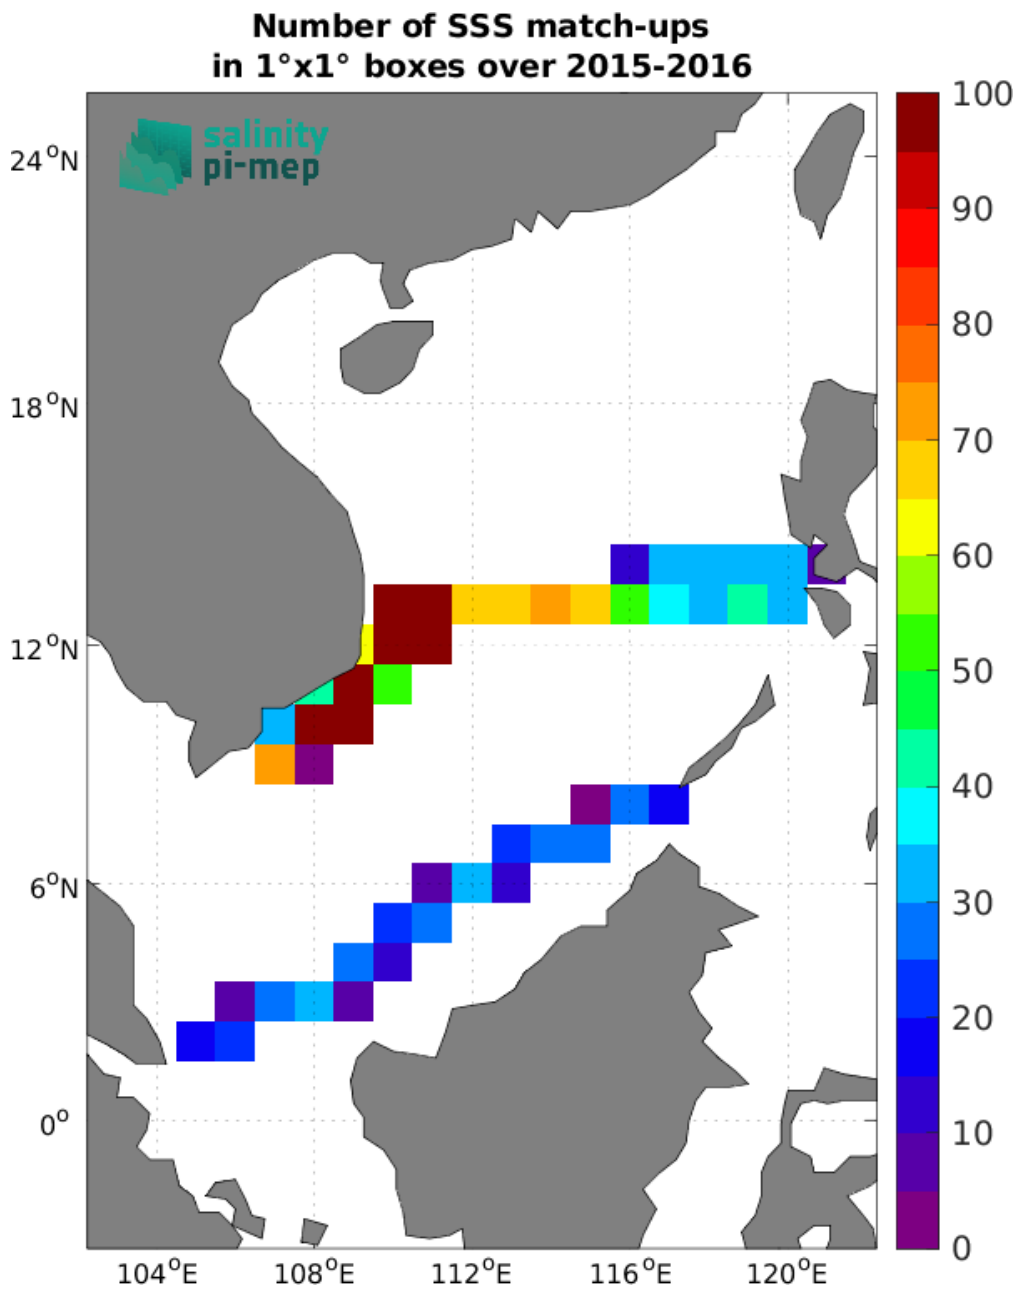 Number of SSS match-ups
in 1°x1° boxes over 2015-2016
salinity
pi-mep
24°N
18°N
12°N
6°N
0°
104°E
108°E
112°E
116°E
120°E
100
90
80
70
60
50
40
30
20
10
0